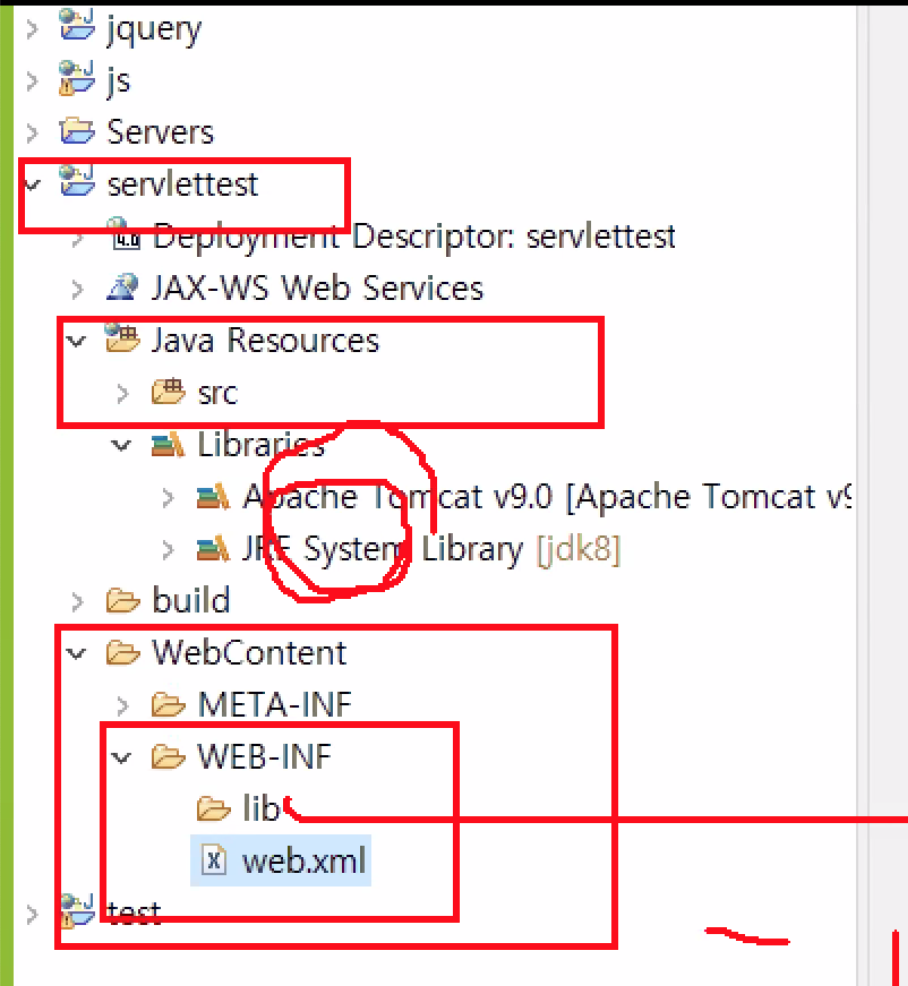 jquery
js
Servers
servlettest
Deployment Descriptor: servlettest
JAX-WS Web Services
Java Resources
src
Libraries
Apache Tomcat v9.0 [Apache Tomcat v9
JRE System Library [jdk8]
build
WebContent
META-INF
WEB-INF
lib
web.xml
test